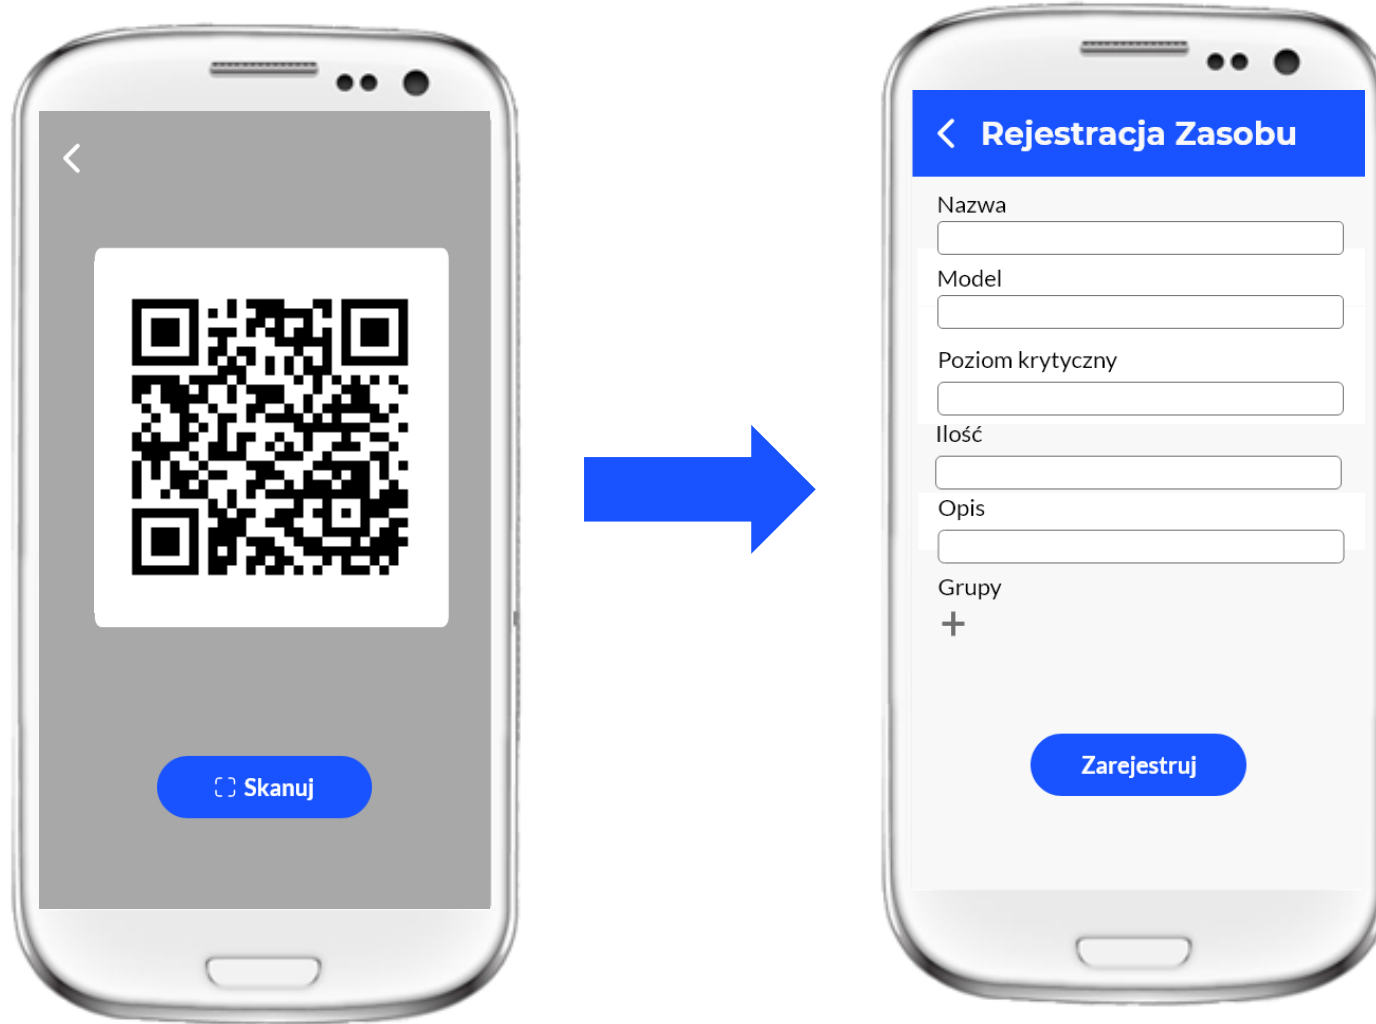 Skanuj
Rejestracja Zasobu
Nazwa
Model
Poziom krytyczny
Ilość
Opis
Grupy
Zarejestruj